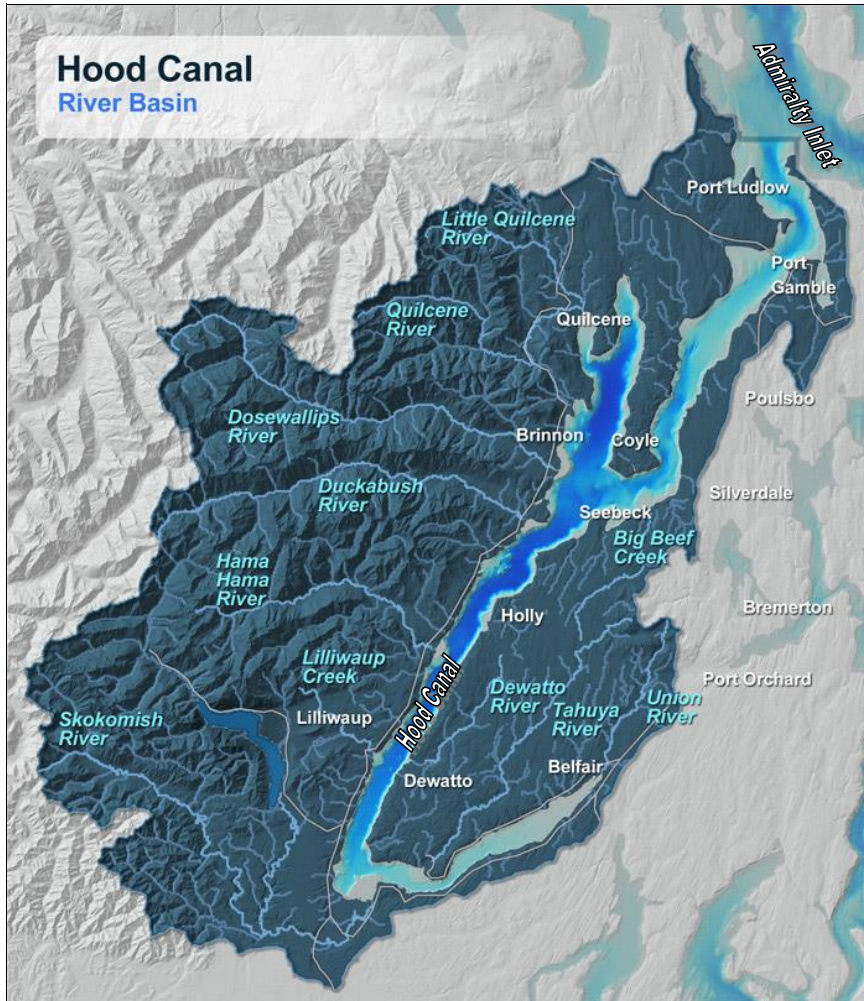 Hood Canal
River Basin
Admiralty Inlet
Port Ludlow
Little Quilcene
River
Port
Gamble
Quilcene
River
Quilcene
Poulsbo
Dosewallips
River
Brinnon
Coyle
Duckabush
River
Silverdale
Seebeck
Big Beef
Creek
Hama
Hama
River
Holly
Bremerton
Lilliwaup
Creek
Port Orchard
Dewatto
River
Union
River
Hood Canal
Tahuya
River
Skokomish
River
Lilliwaup
Belfair
Dewatto